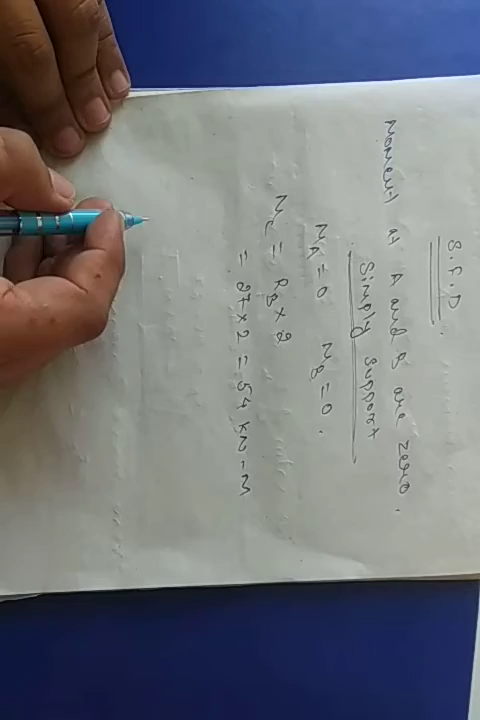 S.F.D.
Moment at A and B are zero.
Simply Support
MA = 0 MB = 0.
Mc = RB × 2
= 27 × 2 = 54 KN-M